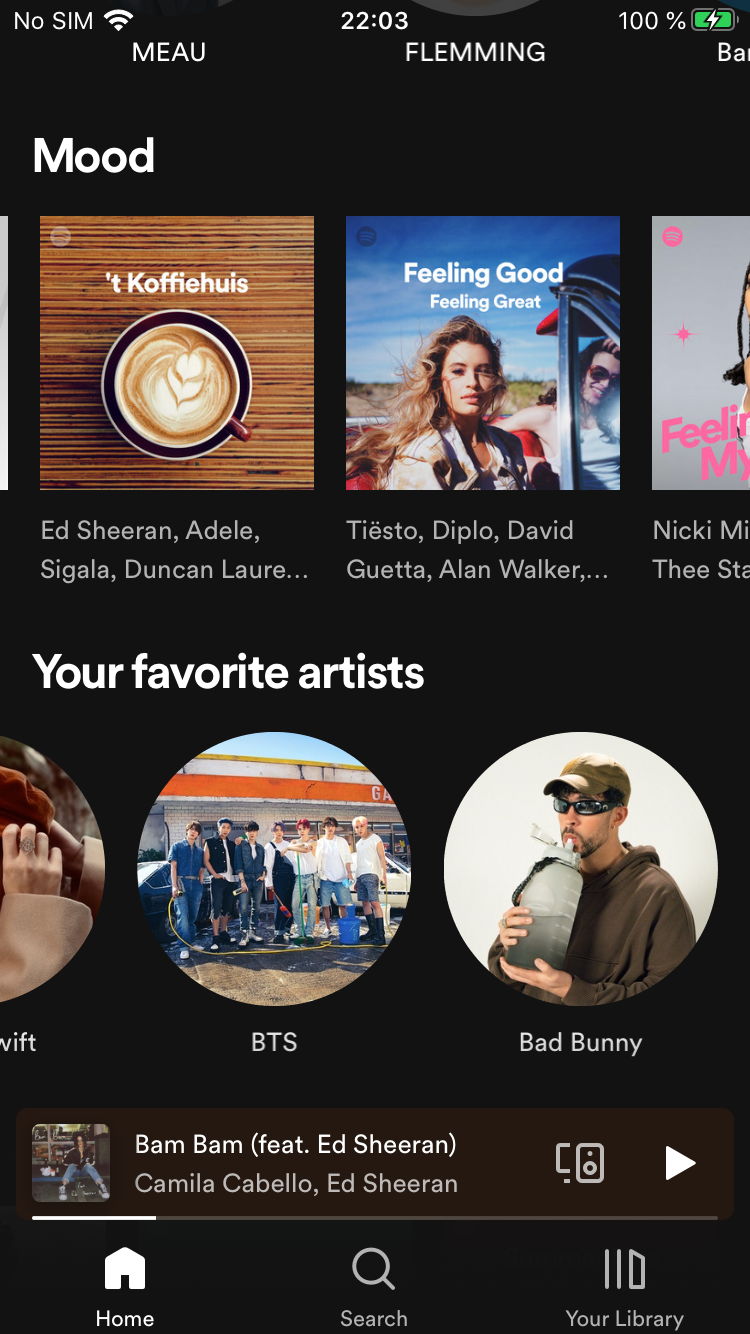 No SIM 22:03 100 %
MEAU FLEMMING Bar
Mood
't Koffiehuis
Feeling Good
Feeling Great
Feelin
My
Ed Sheeran, Adele,
Sigala, Duncan Laure...
Tiësto, Diplo, David
Guetta, Alan Walker,...
Nicki Mi
Thee Sta
Your favorite artists
GA
wift
BTS
Bad Bunny
Bam Bam (feat. Ed Sheeran)
Camila Cabello, Ed Sheeran
Home Search Your Library